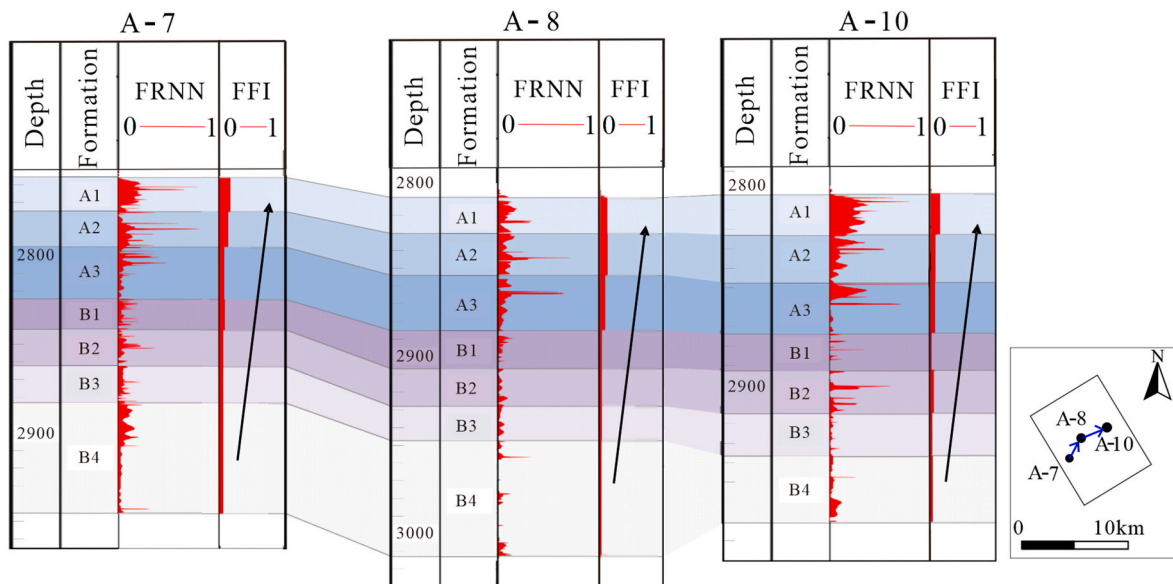 A-7
Depth
Formation
FRNN
FFI
0 1
0 1
A1
A2
2800
A3
B1
B2
B3
2900
B4
A-8
Depth
Formation
FRNN
FFI
0 1
0 1
2800
A1
A2
A3
2900
B1
B2
B3
B4
3000
A-10
Depth
Formation
FRNN
FFI
0 1
0 1
2800
A1
A2
A3
B1
2900
B2
B3
B4
N
A-8
A-10
A-7
0 10km